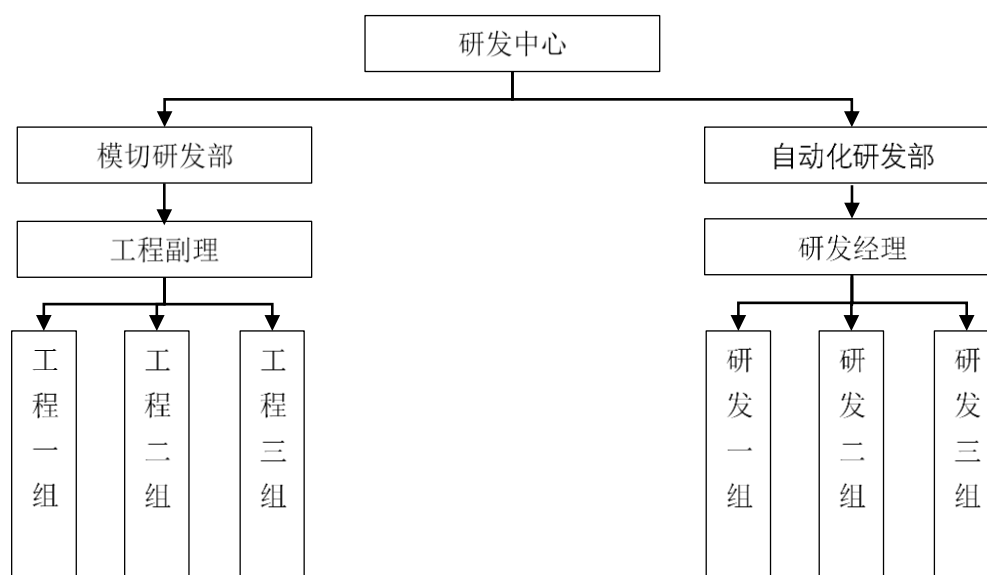 研发中心
模切研发部
自动化研发部
工程副理
研发经理
工程一组
工程二组
工程三组
研发一组
研发二组
研发三组